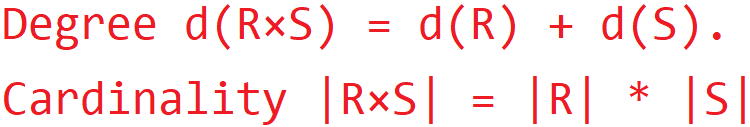 Degree d(R×S) = d(R) + d(S).
Cardinality |R×S| = |R| * |S|